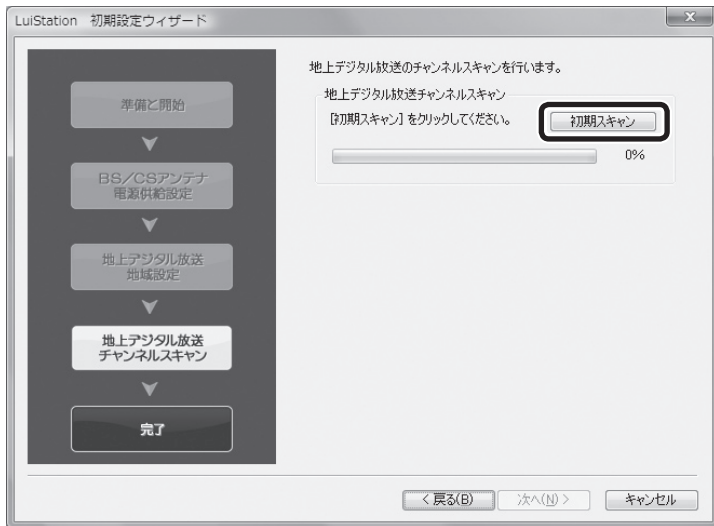 LuiStation 初期設定ウィザード
準備と開始
BS/CSアンテナ
電源供給設定
地上デジタル放送
地域設定
地上デジタル放送
チャンネルスキャン
完了
地上デジタル放送のチャンネルスキャンを行います。
地上デジタル放送チャンネルスキャン
[初期スキャン] をクリックしてください。
初期スキャン
0%
< 戻る(B)
次へ(N) >
キャンセル